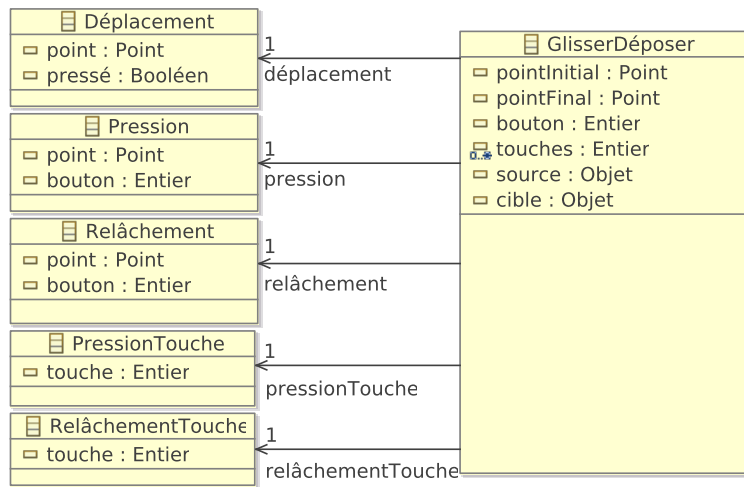 Déplacement
point : Point
pressé : Booléen
1
déplacement
Pression
point : Point
bouton : Entier
1
pression
Relâchement
point : Point
bouton : Entier
1
relâchement
PressionTouche
touche : Entier
1
pressionTouche
RelâchementTouche
touche : Entier
1
relâchementTouche
GlisserDéposer
pointInitial : Point
pointFinal : Point
bouton : Entier
touches : Entier
source : Objet
cible : Objet